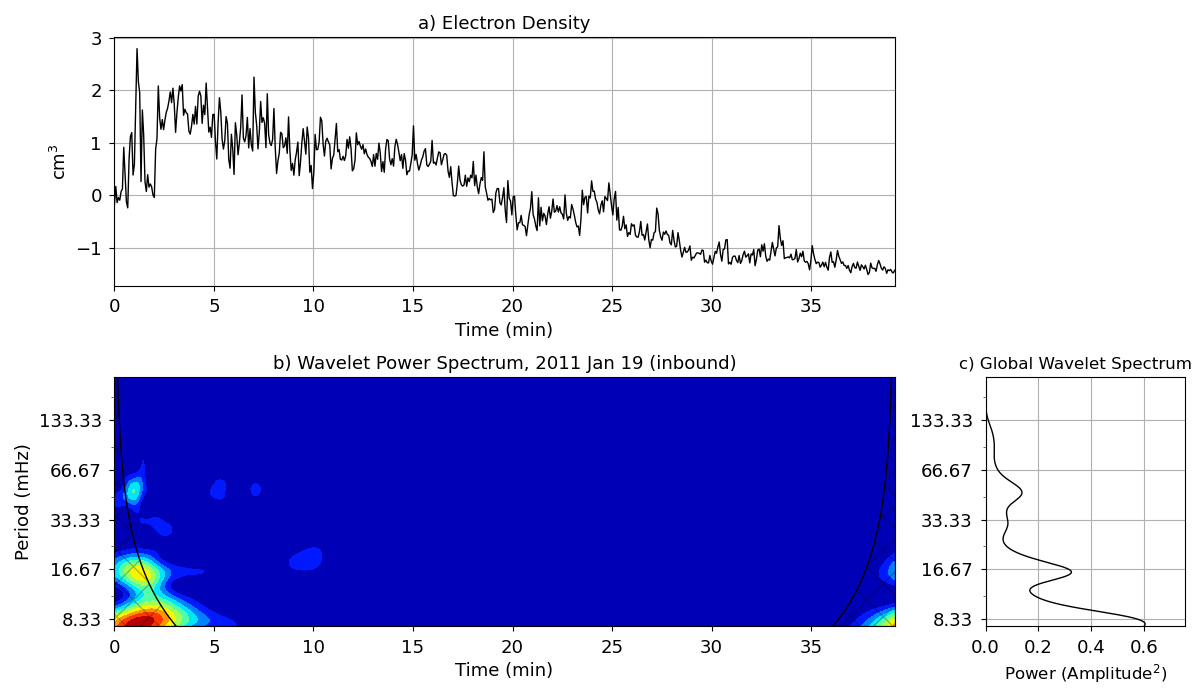 a) Electron Density
3
2
1
0
−1
cm³
0 5 10 15 20 25 30 35
Time (min)
b) Wavelet Power Spectrum, 2011 Jan 19 (inbound)
133.33
66.67
33.33
16.67
8.33
Period (mHz)
0 5 10 15 20 25 30 35
Time (min)
c) Global Wavelet Spectrum
133.33
66.67
33.33
16.67
8.33
0.0 0.2 0.4 0.6
Power (Amplitude²)